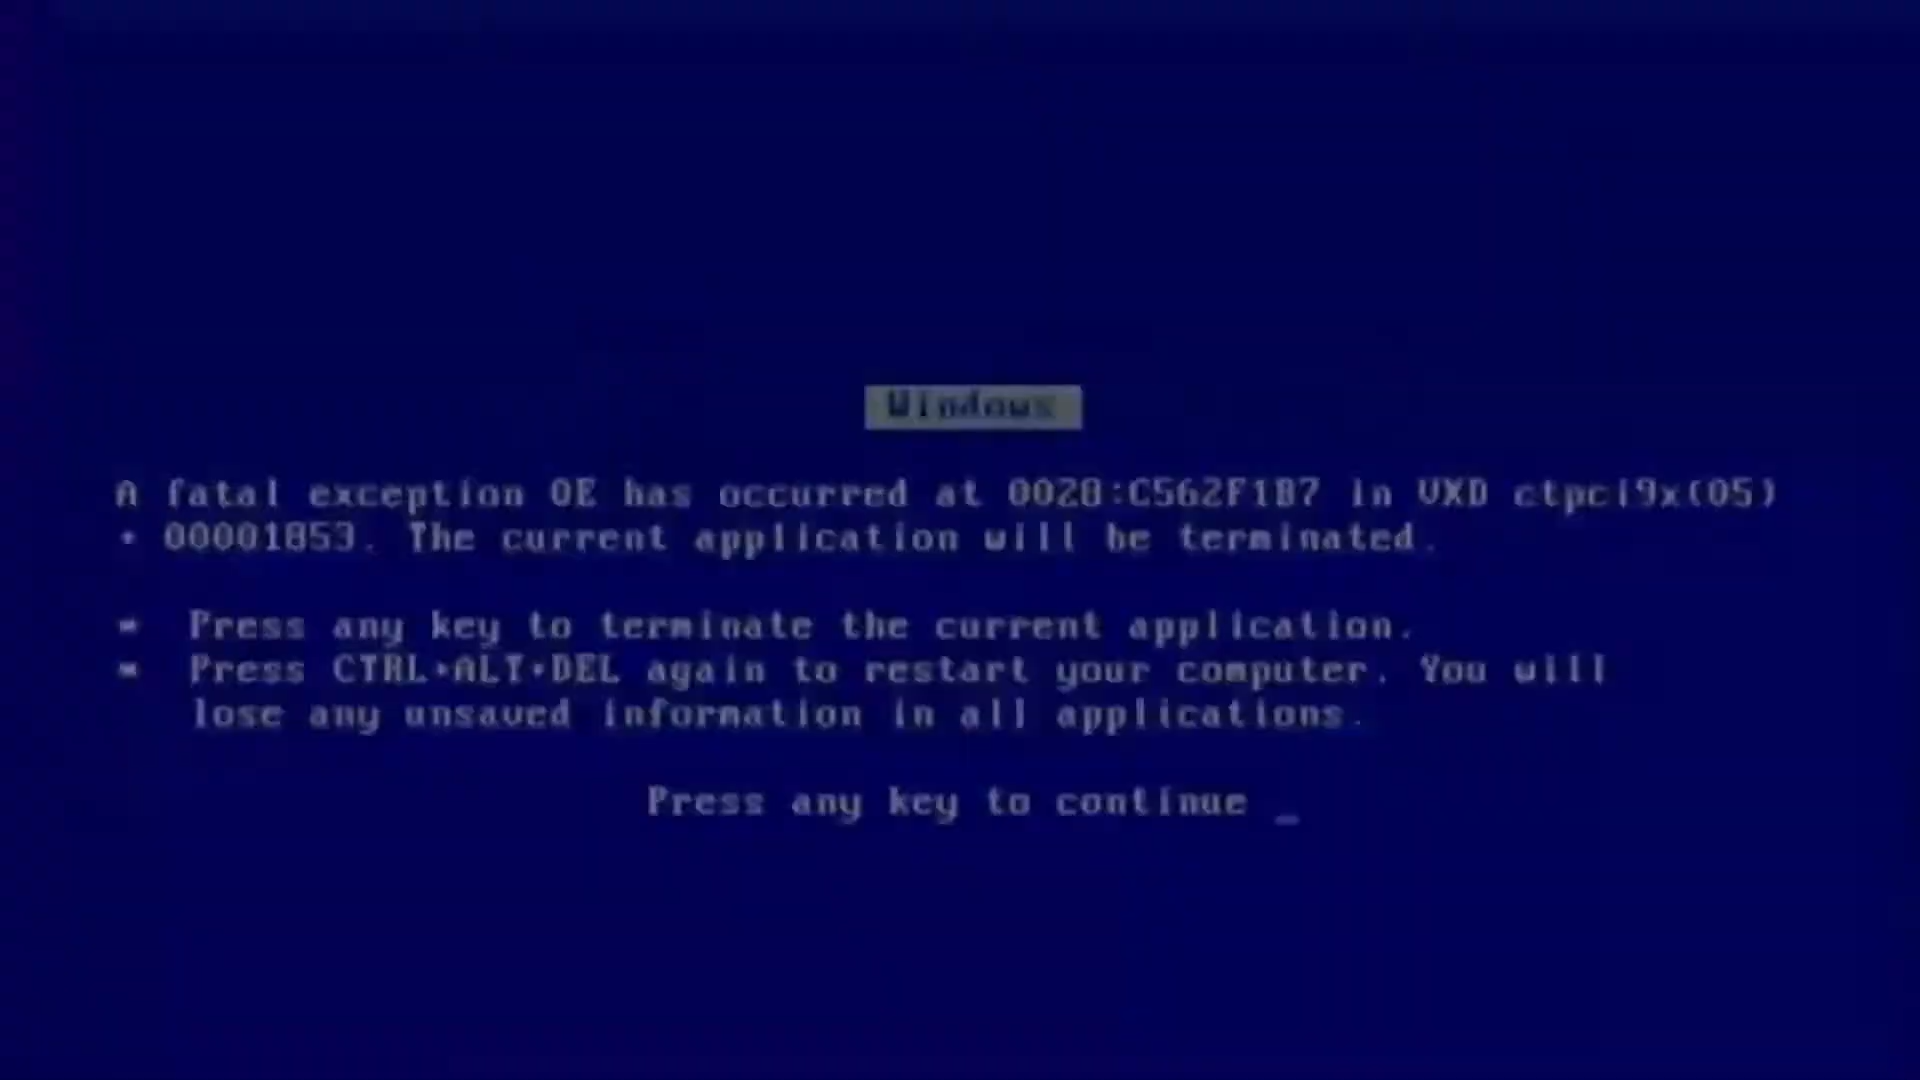 Windows
A fatal exception 0E has occurred at 0028:C562F1B7 in VXD ctpci9x(05)
+ 00001853. The current application will be terminated.
* Press any key to terminate the current application.
* Press CTRL+ALT+DEL again to restart your computer. You will
lose any unsaved information in all applications.
Press any key to continue _